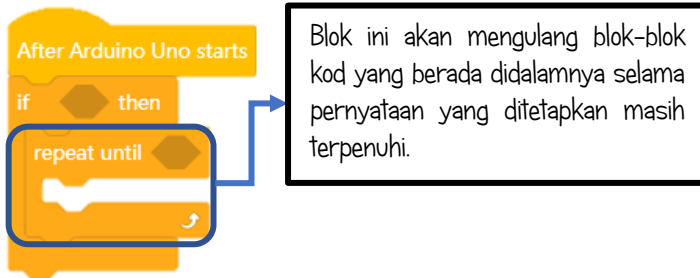 After Arduino Uno starts
if then
repeat until
Blok ini akan mengulang blok-blok
kod yang berada didalamnya selama
pernyataan yang ditetapkan masih
terpenuhi.